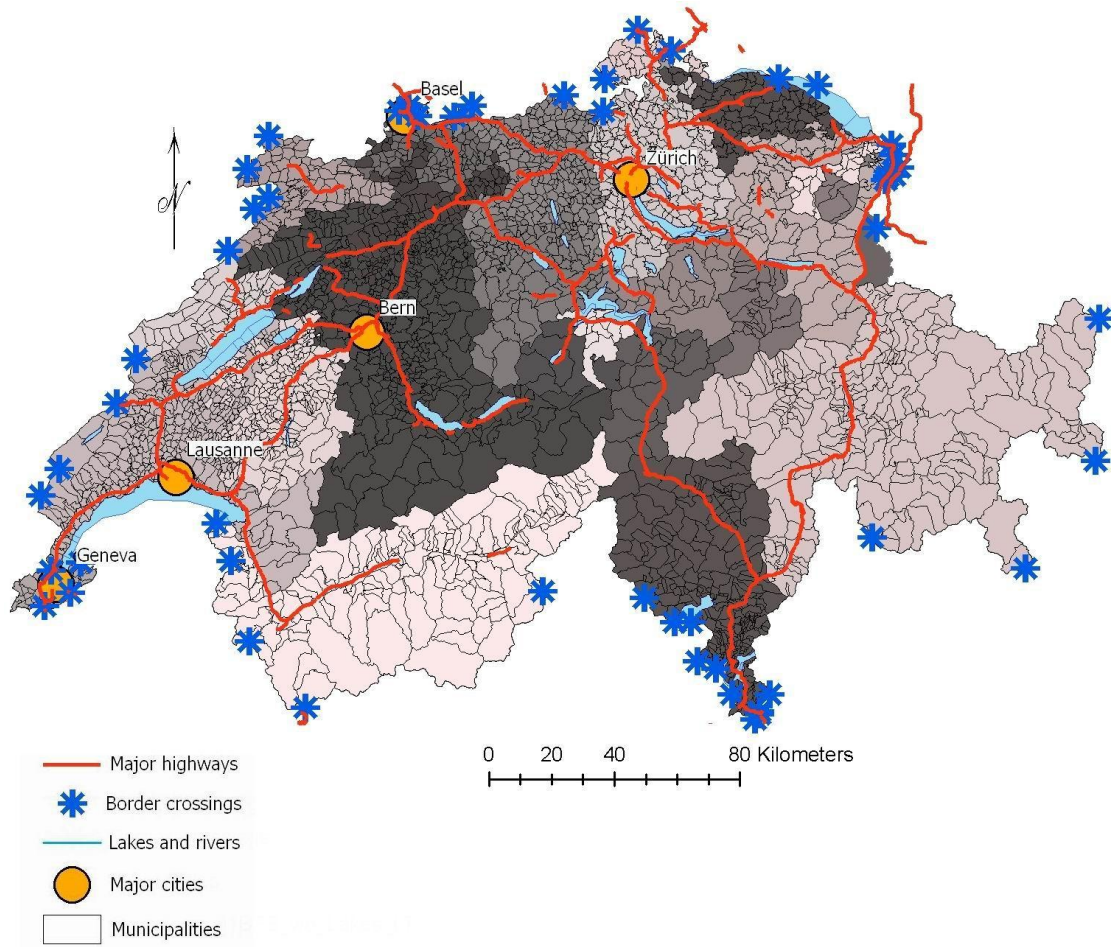 Basel
N
Zürich
Bern
Lausanne
Geneva
0 20 40 80 Kilometers
Major highways
Border crossings
Lakes and rivers
Major cities
Municipalities